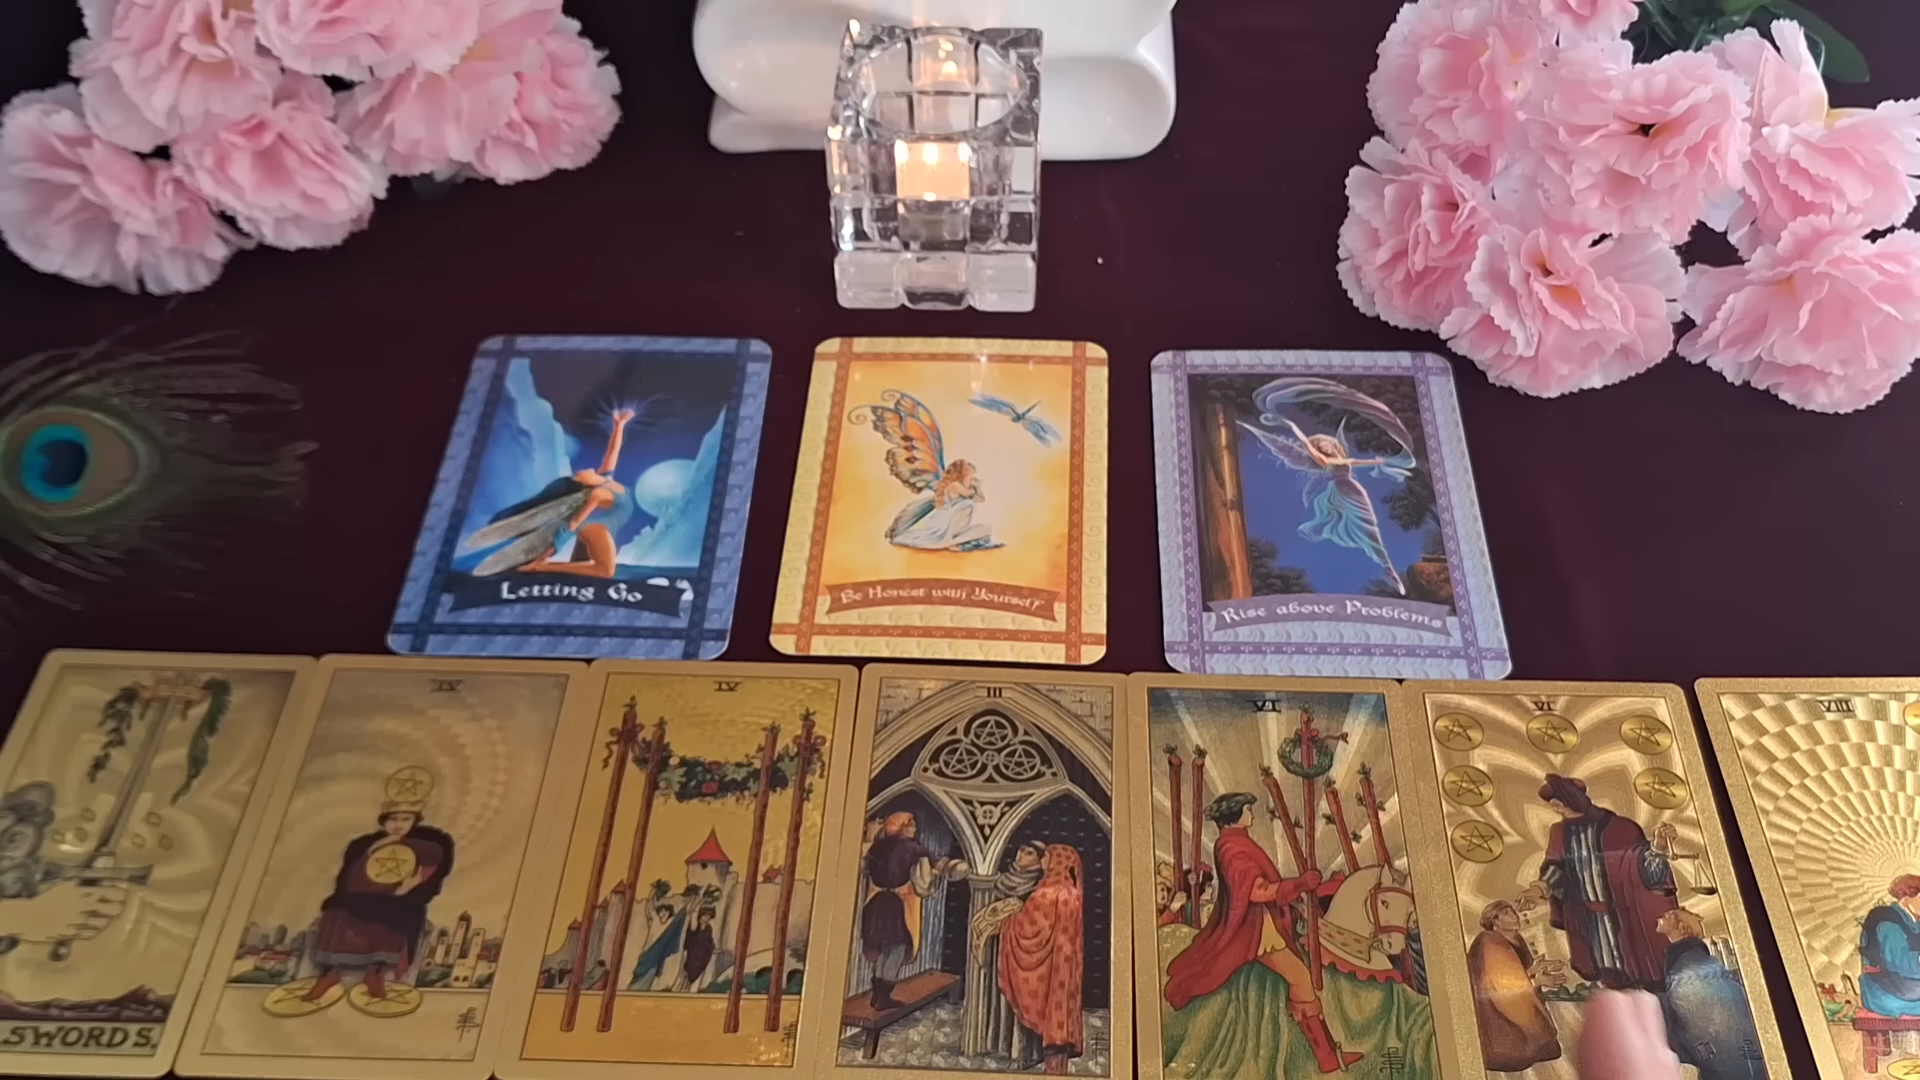 Letting Go
Be Honest with Yourself
Rise above Problems
IV
IV
III
VI
VI
VIII
SWORDS.